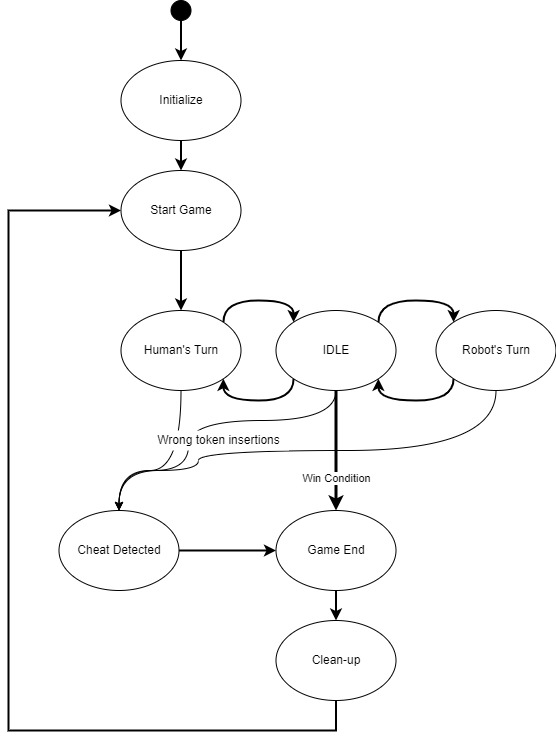 Initialize
Start Game
Human's Turn
IDLE
Robot's Turn
Wrong token insertions
Win Condition
Cheat Detected
Game End
Clean-up